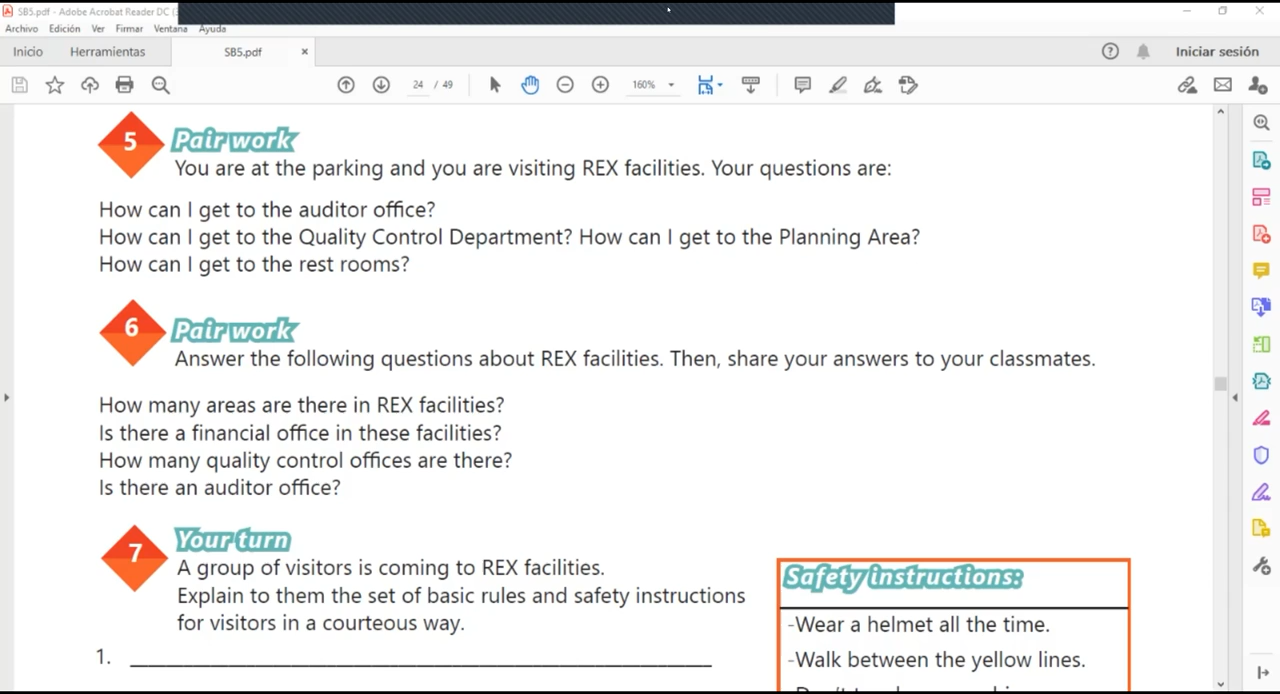 SB5.pdf - Adobe Acrobat Reader DC
Archivo Edición Ver Firmar Ventana Ayuda
Inicio Herramientas SB5.pdf × Iniciar sesión
24 / 49 160%
5 Pair work
You are at the parking and you are visiting REX facilities. Your questions are:
How can I get to the auditor office?
How can I get to the Quality Control Department? How can I get to the Planning Area?
How can I get to the rest rooms?
6 Pair work
Answer the following questions about REX facilities. Then, share your answers to your classmates.
How many areas are there in REX facilities?
Is there a financial office in these facilities?
How many quality control offices are there?
Is there an auditor office?
7 Your turn
A group of visitors is coming to REX facilities.
Explain to them the set of basic rules and safety instructions
for visitors in a courteous way.
1.
Safety instructions:
-Wear a helmet all the time.
-Walk between the yellow lines.